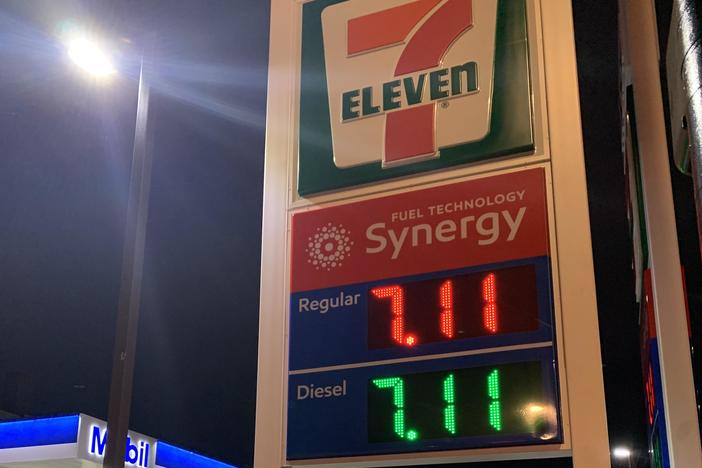 7
ELEVEn
®
FUEL TECHNOLOGY
Synergy
Regular 7.11
Diesel 7.11
Mobil